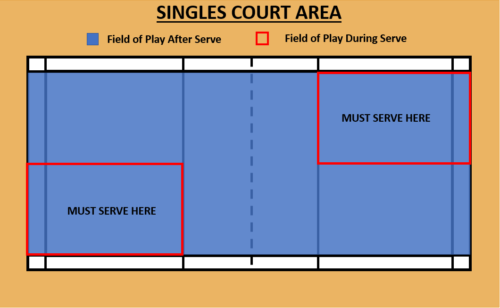 SINGLES COURT AREA
Field of Play After Serve
Field of Play During Serve
MUST SERVE HERE
MUST SERVE HERE